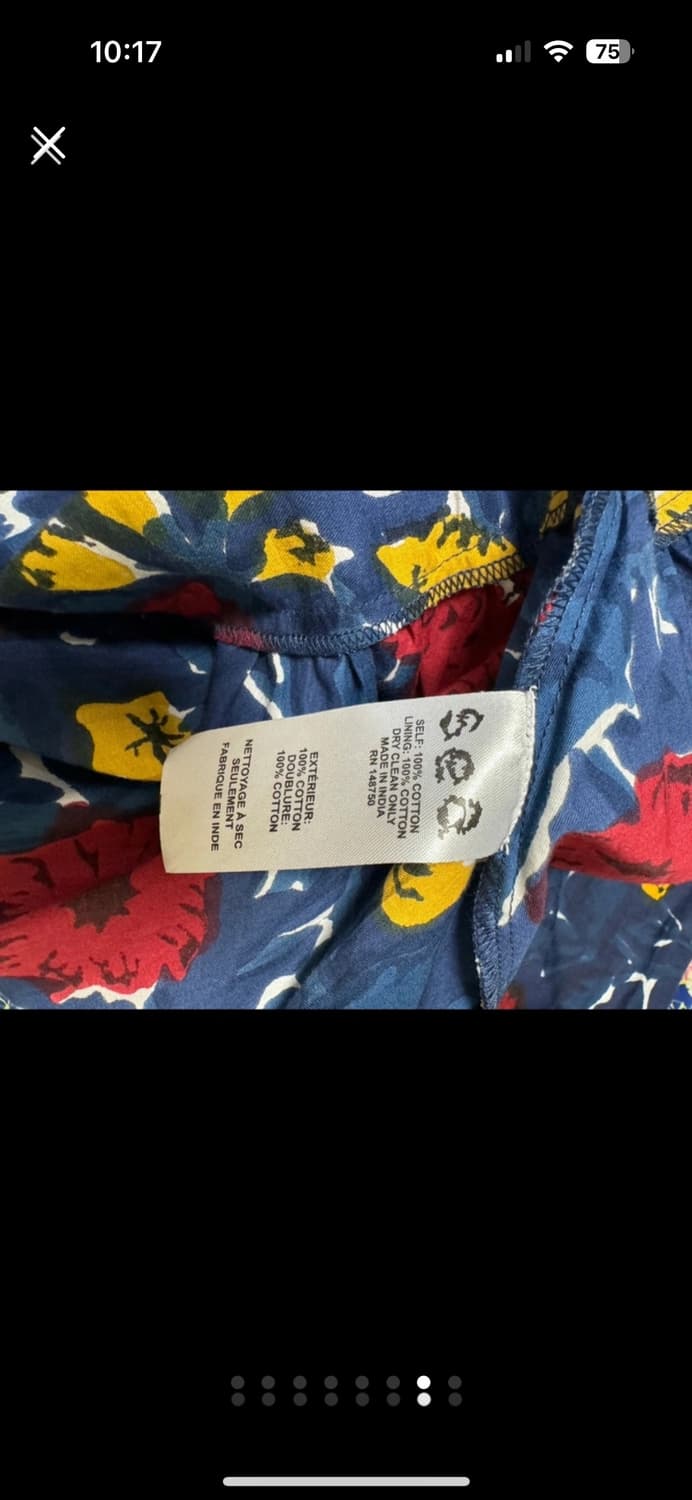 10:17
75
Sea
SELF: 100% COTTON
LINING: 100% COTTON
DRY CLEAN ONLY
MADE IN INDIA
RN 148750
EXTÉRIEUR:
100% COTTON
DOUBLURE:
100% COTTON
NETTOYAGE À SEC
SEULEMENT
FABRIQUE EN INDE